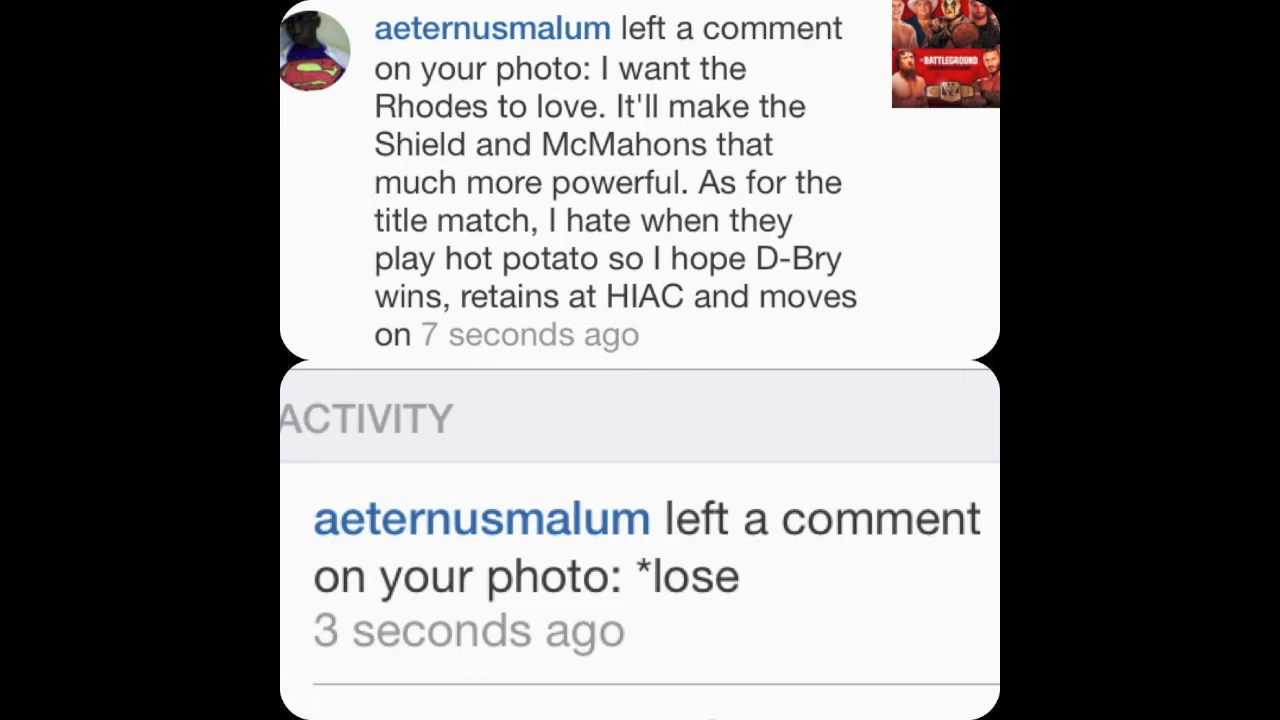 aeternusmalum left a comment
on your photo: I want the
Rhodes to love. It'll make the
Shield and McMahons that
much more powerful. As for the
title match, I hate when they
play hot potato so I hope D-Bry
wins, retains at HIAC and moves
on 7 seconds ago
BATTLEGROUND
ACTIVITY
aeternusmalum left a comment
on your photo: *lose
3 seconds ago